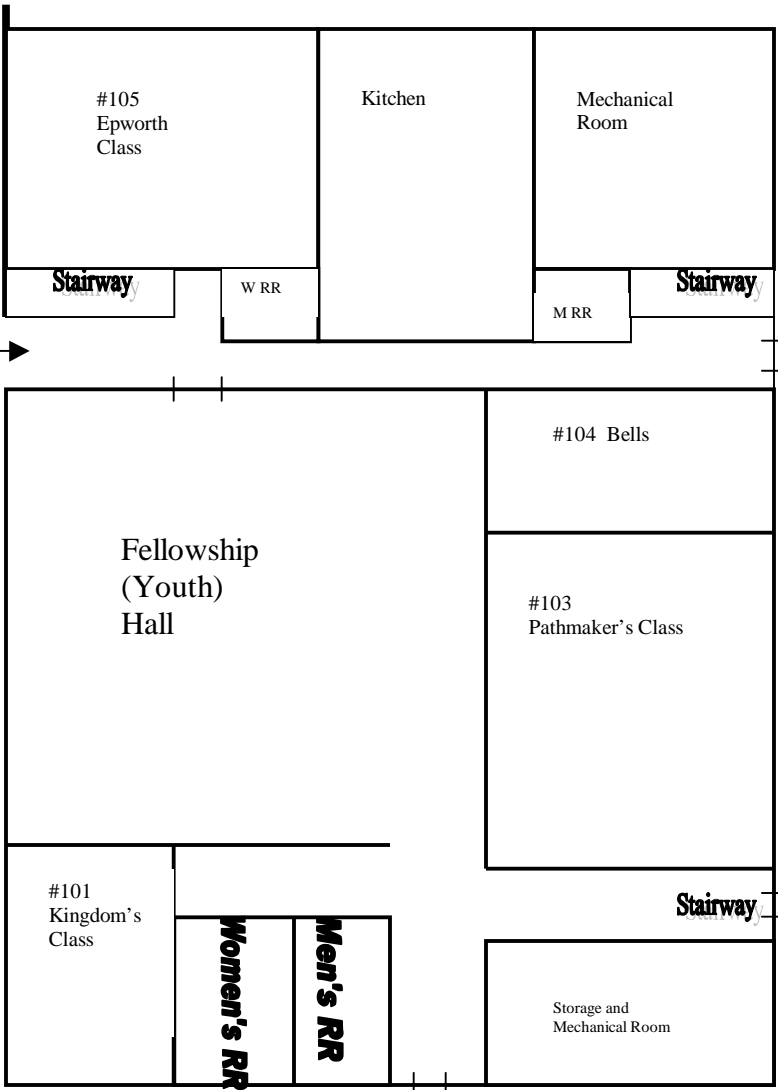 #105
Epworth
Class
Kitchen
Mechanical
Room
Stairway
W RR
M RR
Stairway
#104 Bells
Fellowship
(Youth)
Hall
#103
Pathmaker's Class
#101
Kingdom's
Class
Women's RR
Men's RR
Stairway
Storage and
Mechanical Room